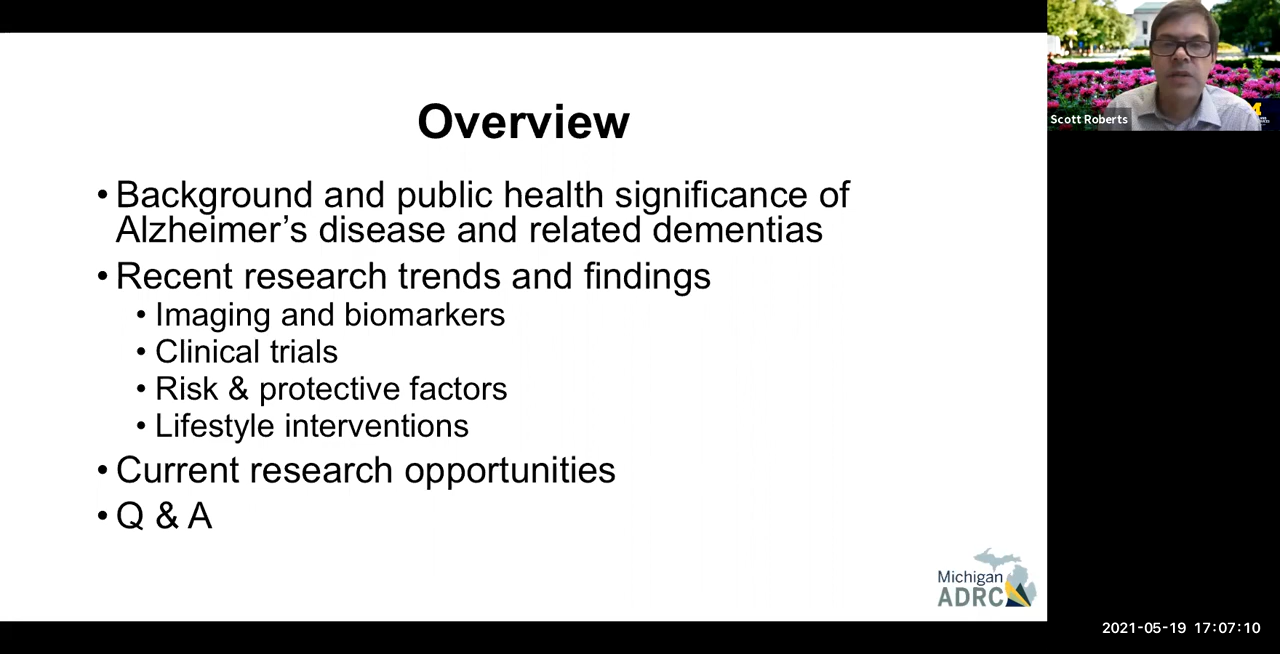 Overview
• Background and public health significance of
Alzheimer’s disease and related dementias
• Recent research trends and findings
• Imaging and biomarkers
• Clinical trials
• Risk & protective factors
• Lifestyle interventions
• Current research opportunities
• Q & A
Michigan
ADRC
Scott Roberts
2021-05-19 17:07:10